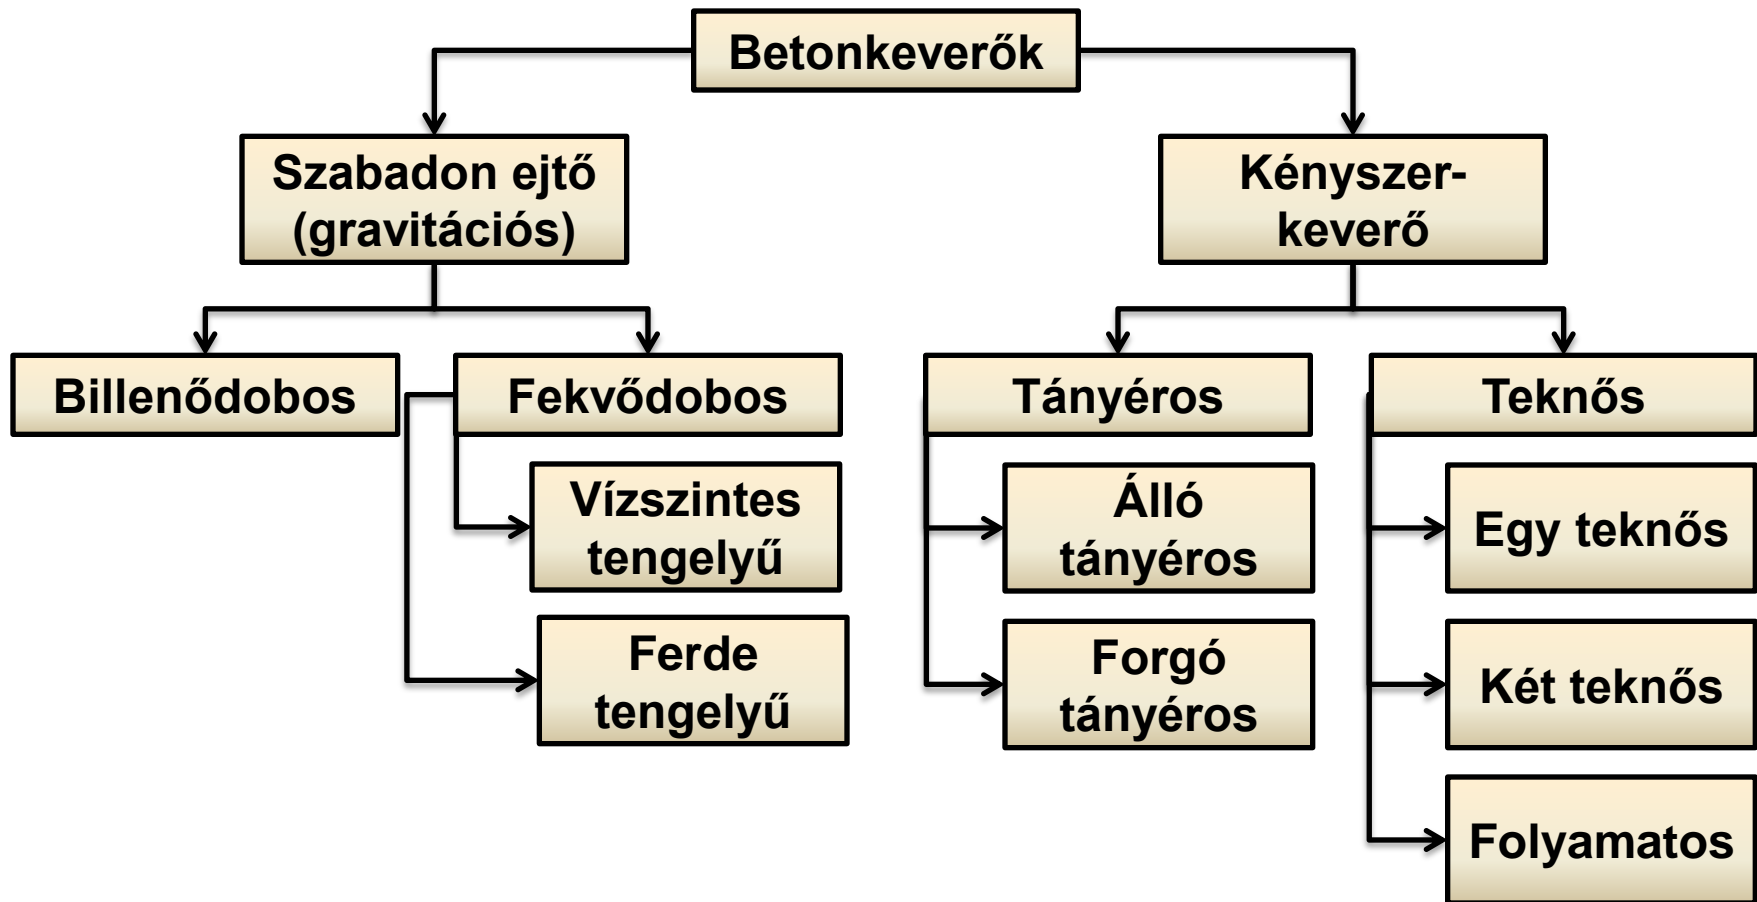 Betonkeverők
Szabadon ejtő
(gravitációs)
Kényszer-
keverő
Billenődobos
Fekvődobos
Tányéros
Teknős
Vízszintes
tengelyű
Ferde
tengelyű
Álló
tányéros
Forgó
tányéros
Egy teknős
Két teknős
Folyamatos